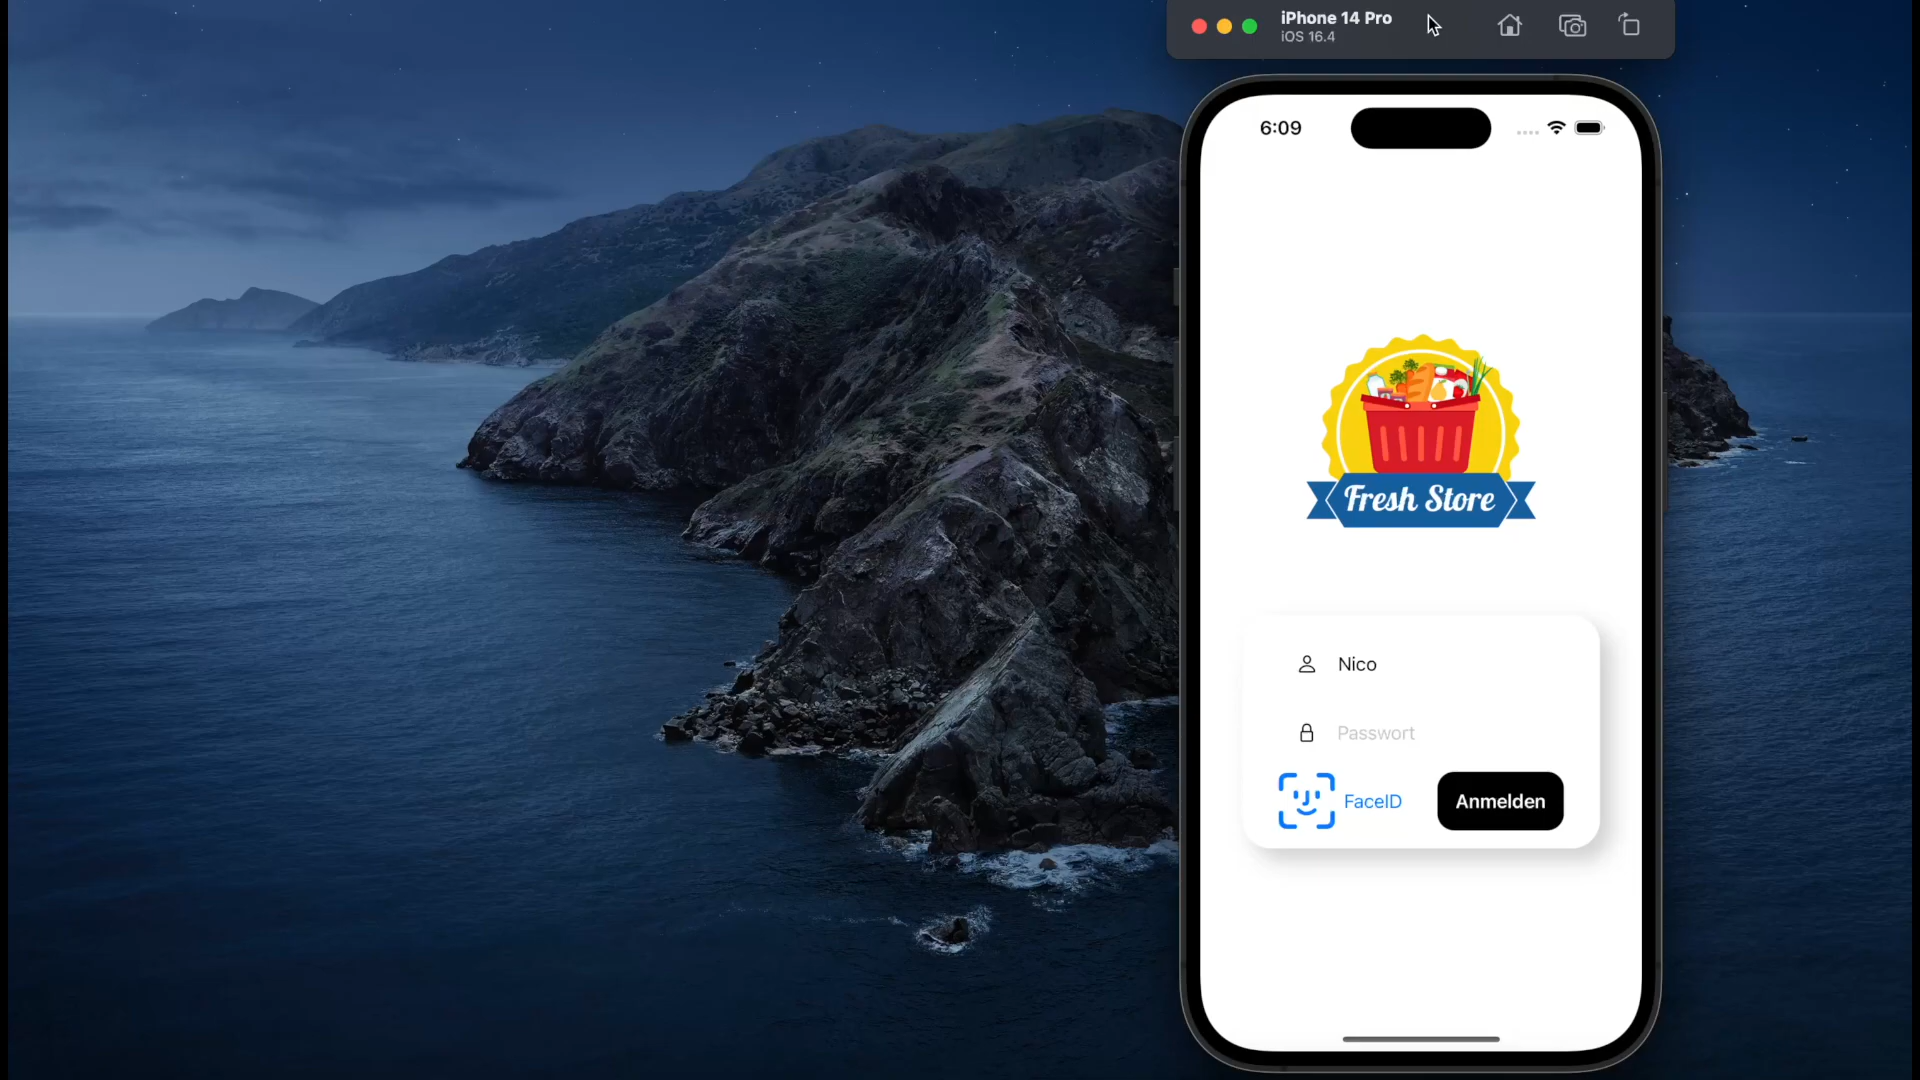 iPhone 14 Pro
iOS 16.4
6:09
Fresh Store
Nico
Passwort
FaceID
Anmelden